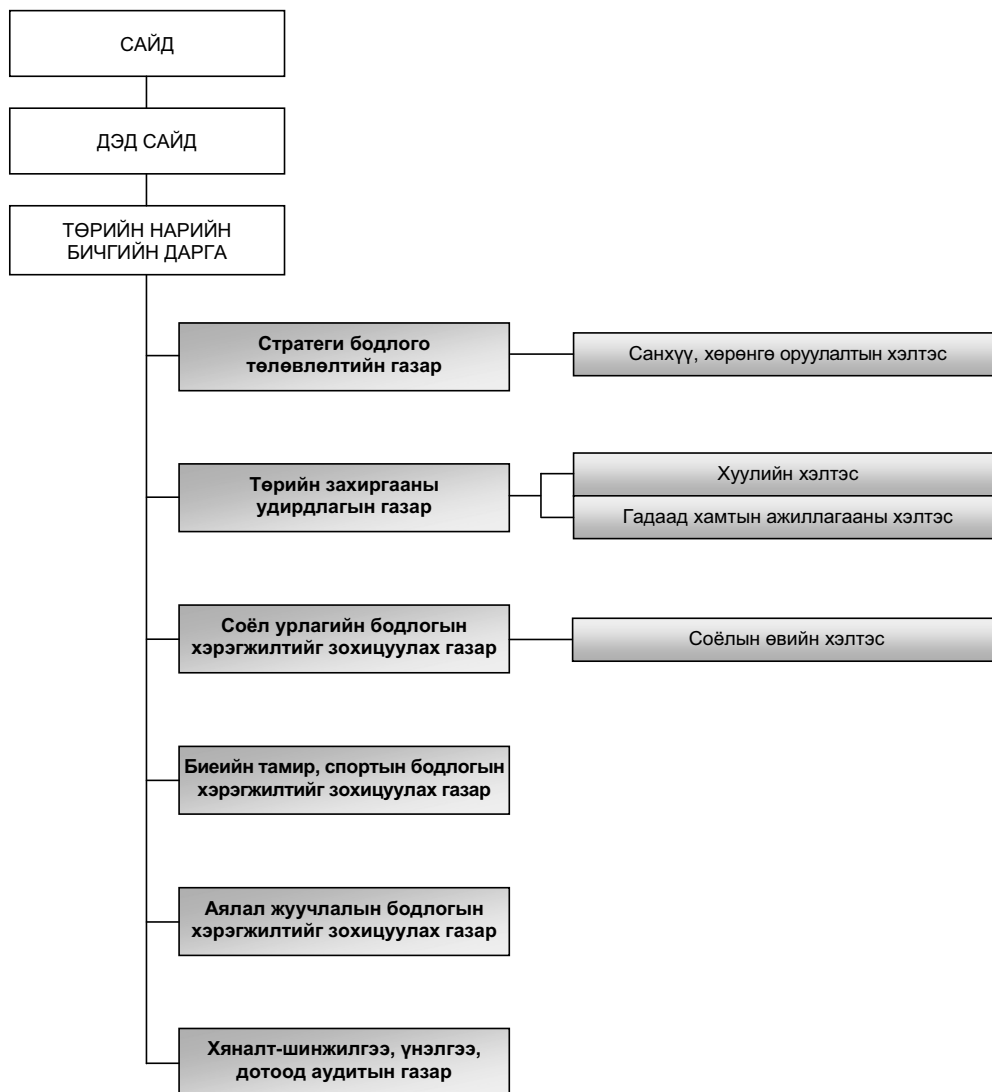 САЙД
ДЭД САЙД
ТӨРИЙН НАРИЙН
БИЧГИЙН ДАРГА
Стратеги бодлого
төлөвлөлтийн газар
Санхүү, хөрөнгө оруулалтын хэлтэс
Төрийн захиргааны
удирдлагын газар
Хуулийн хэлтэс
Гадаад хамтын ажиллагааны хэлтэс
Соёл урлагийн бодлогын
хэрэгжилтийг зохицуулах газар
Соёлын өвийн хэлтэс
Биеийн тамир, спортын бодлогын
хэрэгжилтийг зохицуулах газар
Аялал жуучлалын бодлогын
хэрэгжилтийг зохицуулах газар
Хяналт-шинжилгээ, үнэлгээ,
дотоод аудитын газар